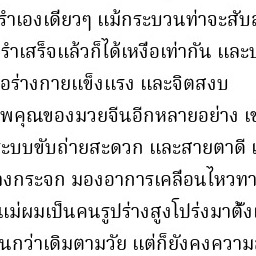 รำเองเดียวๆ แม้กระบวนท่าจะสับส
รำเสร็จแล้วก็ได้เหงื่อเท่ากัน และบ
อร่างกายแข็งแรง และจิตสงบ
พคุณของมวยจีนอีกหลายอย่าง เช
ระบบขับถ่ายสะดวก และสายตาดี เ
งกระจก มองอาการเคลื่อนไหวทา
แม่ผมเป็นคนรูปร่างสูงโปร่งมาตั้งแ
นกว่าเดิมตามวัย แต่ก็ยังคงความส